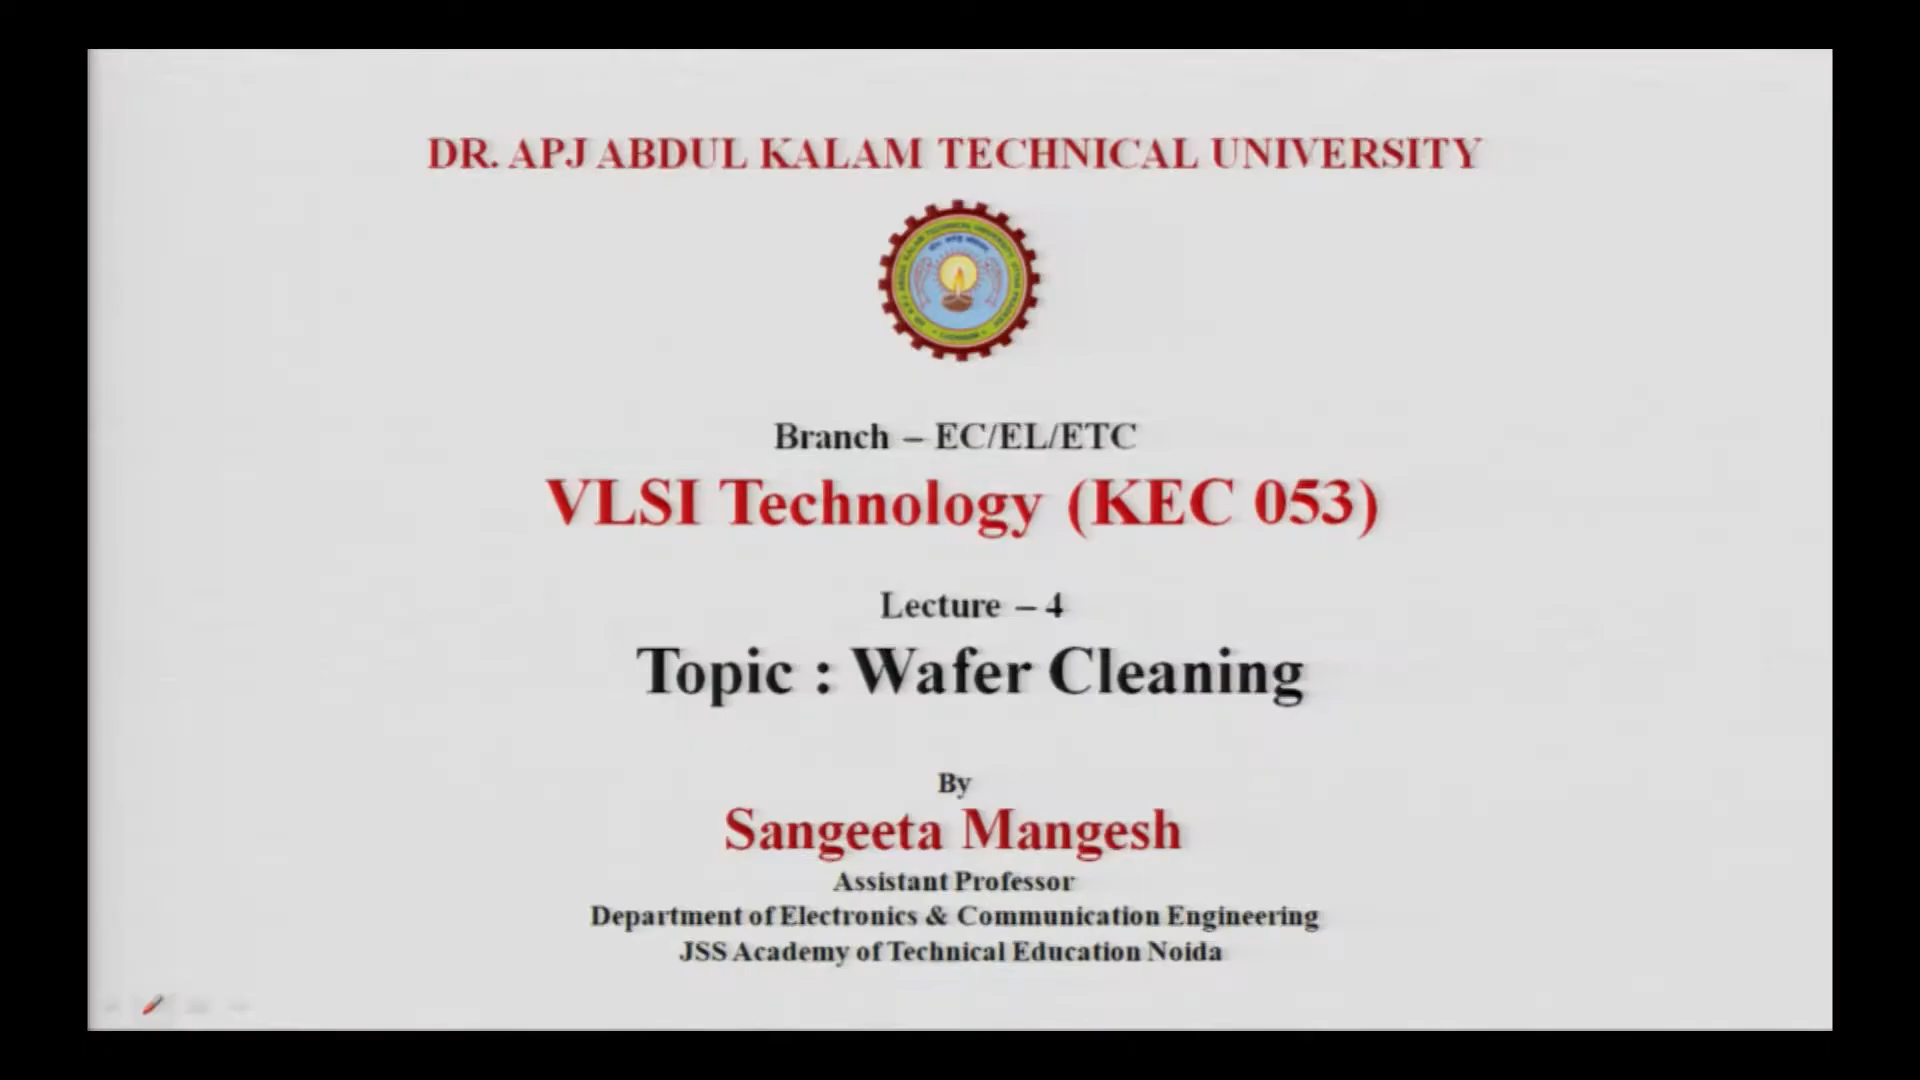 DR. APJ ABDUL KALAM TECHNICAL UNIVERSITY
Branch – EC/EL/ETC
VLSI Technology (KEC 053)
Lecture – 4
Topic : Wafer Cleaning
By
Sangeeta Mangesh
Assistant Professor
Department of Electronics & Communication Engineering
JSS Academy of Technical Education Noida